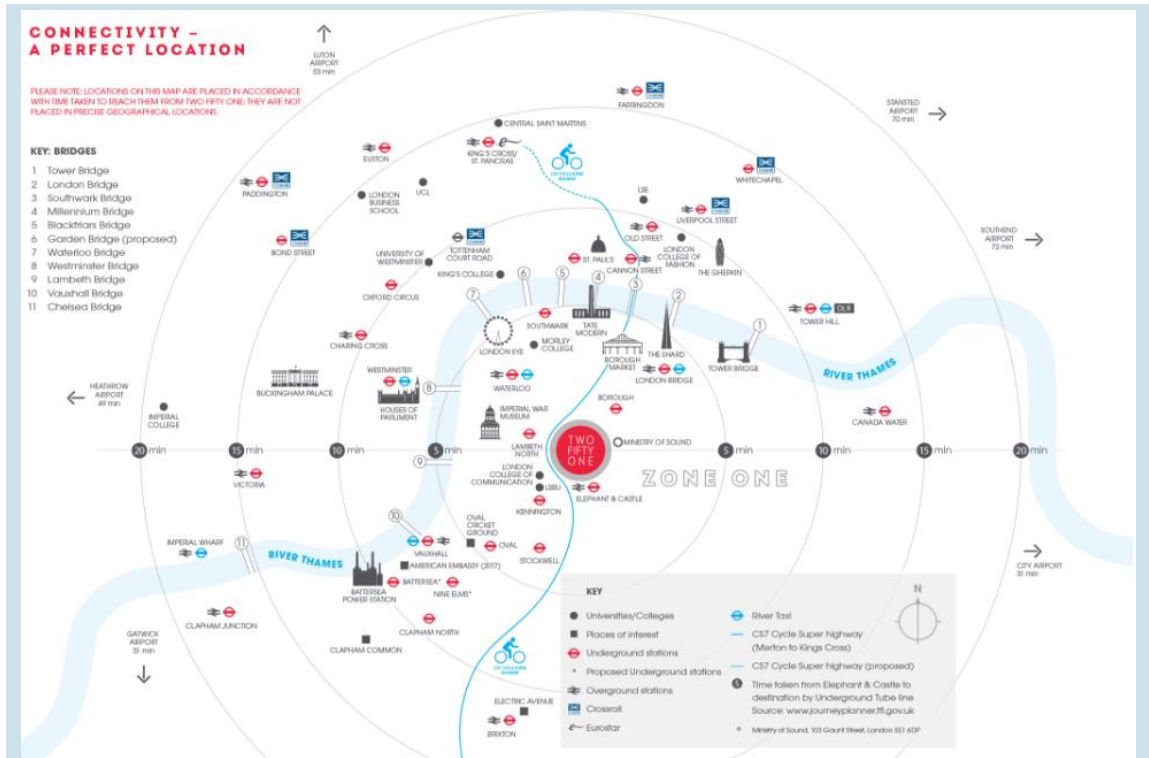 CONNECTIVITY –
A PERFECT LOCATION
PLEASE NOTE: LOCATIONS ON THIS MAP ARE PLACED IN ACCORDANCE
WITH TIME TAKEN TO REACH THEM FROM TWO FIFTY ONE; THEY ARE NOT
PLACED IN PRECISE GEOGRAPHICAL LOCATIONS
KEY: BRIDGES
1 Tower Bridge
2 London Bridge
3 Southwark Bridge
4 Millennium Bridge
5 Blackfriars Bridge
6 Garden Bridge (proposed)
7 Waterloo Bridge
8 Westminster Bridge
9 Lambeth Bridge
10 Vauxhall Bridge
11 Chelsea Bridge
LUTON
AIRPORT
53 min
STANSTED
AIRPORT
70 min
SOUTHEND
AIRPORT
72 min
HEATHROW
AIRPORT
49 min
CITY AIRPORT
31 min
GATWICK
AIRPORT
51 min
FARRINGDON
CENTRAL SAINT MARTINS
KING'S CROSS/
ST. PANCRAS
EUSTON
PADDINGTON
LONDON
BUSINESS
SCHOOL
UCL
LSE
WHITECHAPEL
LIVERPOOL STREET
OLD STREET
BOND STREET
TOTTENHAM
COURT ROAD
UNIVERSITY OF
WESTMINSTER
KING'S COLLEGE
ST. PAUL'S
CANNON STREET
LONDON
COLLEGE OF
FASHION
THE GHERKIN
OXFORD CIRCUS
6
5
4
3
2
7
1
DLR
TOWER HILL
CHARING CROSS
LONDON EYE
SOUTHWARK
TATE
MODERN
MORLEY
COLLEGE
BOROUGH
MARKET
THE SHARD
LONDON BRIDGE
TOWER BRIDGE
RIVER THAMES
BUCKINGHAM PALACE
WESTMINSTER
HOUSES OF
PARLIMENT
8
WATERLOO
IMPERIAL WAR
MUSEUM
BOROUGH
CANADA WATER
IMPERIAL
COLLEGE
LAMBETH
NORTH
TWO
FIFTY
ONE
MINISTRY OF SOUND
20 min
15 min
10 min
5 min
5 min
10 min
15 min
20 min
ZONE ONE
9
VICTORIA
LONDON
COLLEGE OF
COMMUNICATION
LSBU
ELEPHANT & CASTLE
KENNINGTON
10
OVAL
CRICKET
GROUND
VAUXHALL
OVAL
STOCKWELL
IMPERIAL WHARF
11
RIVER THAMES
AMERICAN EMBASSY (2017)
BATTERSEA
POWER STATION
BATTERSEA*
NINE ELMS*
CLAPHAM JUNCTION
CLAPHAM NORTH
CLAPHAM COMMON
ELECTRIC AVENUE
BRIXTON
KEY
Universities/Colleges
Places of interest
Underground stations
* Proposed Underground stations
Overground stations
Crossrail
Eurostar
River Taxi
CS7 Cycle Super highway
(Merton to Kings Cross)
CS7 Cycle Super highway (proposed)
5 Time taken from Elephant & Castle to
destination by Underground Tube line
Source: www.journeyplanner.tfl.gov.uk
Ministry of Sound, 103 Gaunt Street, London SE1 6DP
N